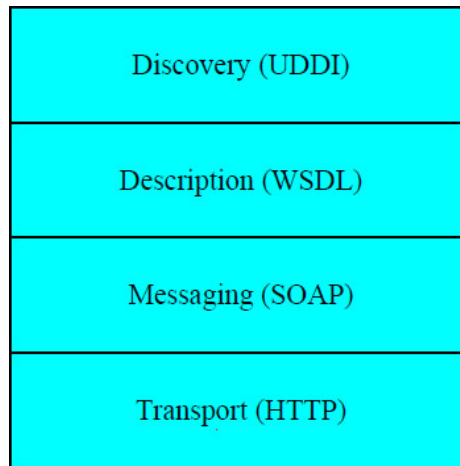 Discovery (UDDI)
Description (WSDL)
Messaging (SOAP)
Transport (HTTP)